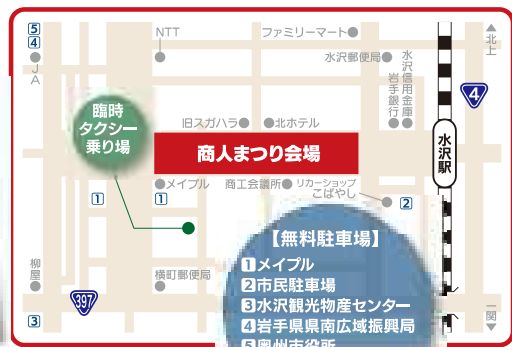 5
4
JA
NTT
ファミリーマート
水沢郵便局
水沢信用金庫
岩手銀行
北上
4
臨時
タクシー
乗り場
旧スガハラ
北ホテル
水沢駅
商人まつり会場
メイプル
商工会議所
リカーショップ
こばやし
1
1
2
柳屋
横町郵便局
397
3
一関
【無料駐車場】
1メイプル
2市民駐車場
3水沢観光物産センター
4岩手県県南広域振興局
5奥州市役所